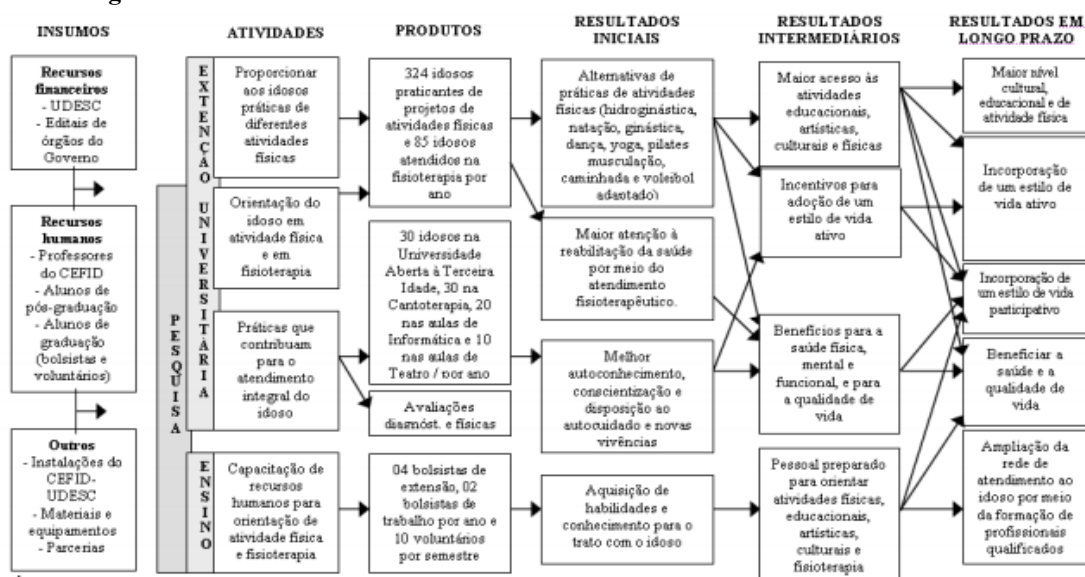 INSUMOS
Recursos
financeiros
- UDESC
- Editais de
órgãos do
Governo
Recursos
humanos
- Professores
do CEFID
- Alunos de
pós-graduação
- Alunos de
graduação
(bolsistas e
voluntários)
Outros
- Instalações do
CEFID-
UDESC
- Materiais e
equipamentos
- Parcerias
PESQUISA
EXTENÇÃO UNIVERSITÁRIA
ENSINO
ATIVIDADES
Proporcionar
aos idosos
práticas de
diferentes
atividades
físicas
Orientação do
idoso em
atividade física
e em
fisioterapia
Práticas que
contribuam
para o
atendimento
integral do
idoso
Capacitação de
recursos
humanos para
orientação de
atividade física
e fisioterapia
PRODUTOS
324 idosos
praticantes de
projetos de
atividades físicas
e 85 idosos
atendidos na
fisioterapia por
ano
30 idosos na
Universidade
Aberta à Terceira
Idade, 30 na
Cantoterapia, 20
nas aulas de
Informática e 10
nas aulas de
Teatro / por ano
Avaliações
diagnóst. e físicas
04 bolsistas de
extensão, 02
bolsistas de
trabalho por ano e
10 voluntários
por semestre
RESULTADOS
INICIAIS
Alternativas de
práticas de atividades
físicas (hidroginástica,
natação, ginástica,
dança, yoga, pilates
musculação,
caminhada e voleibol
adaptado)
Maior atenção à
reabilitação da saúde
por meio do
atendimento
fisioterapêutico.
Melhor
autoconhecimento,
conscientização e
disposição ao
autocuidado e novas
vivências
Aquisição de
habilidades e
conhecimento para o
trato com o idoso
RESULTADOS
INTERMEDIÁRIOS
Maior acesso às
atividades
educacionais,
artísticas,
culturais e físicas
Incentivos para
adoção de um
estilo de vida
ativo
Benefícios para a
saúde física,
mental e
funcional, e para
a qualidade de
vida
Pessoal preparado
para orientar
atividades físicas,
educacionais,
artísticas,
culturais e
fisioterapia
RESULTADOS EM
LONGO PRAZO
Maior nível
cultural,
educacional e de
atividade física
Incorporação
de um estilo de
vida ativo
Incorporação de
um estilo de vida
participativo
Beneficiar a
saúde e a
qualidade de
vida
Ampliação da
rede de
atendimento ao
idoso por meio
da formação de
profissionais
qualificados